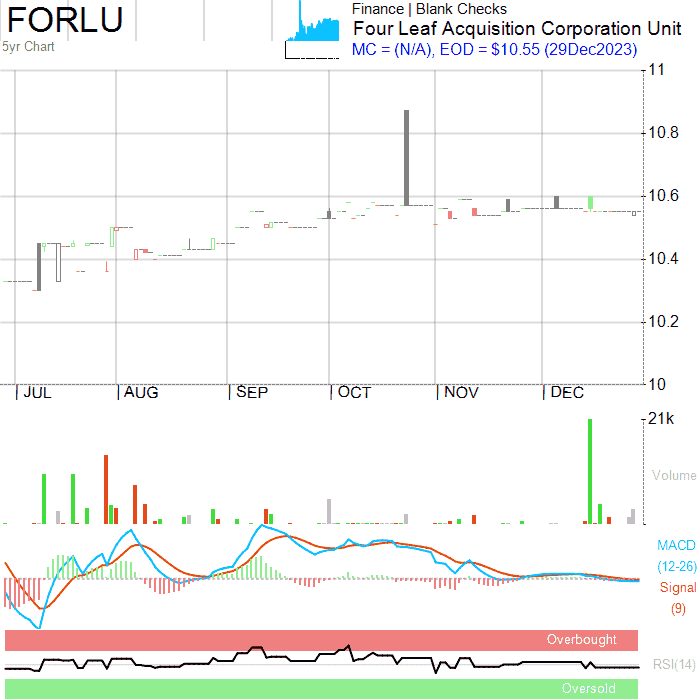 FORLU
5yr Chart
Finance | Blank Checks
Four Leaf Acquisition Corporation Unit
MC = (N/A), EOD = $10.55 (29Dec2023)
11
10.8
10.6
10.4
10.2
10
JUL AUG SEP OCT NOV DEC
21k
Volume
MACD
(12-26)
Signal
(9)
Overbought
RSI(14)
Oversold